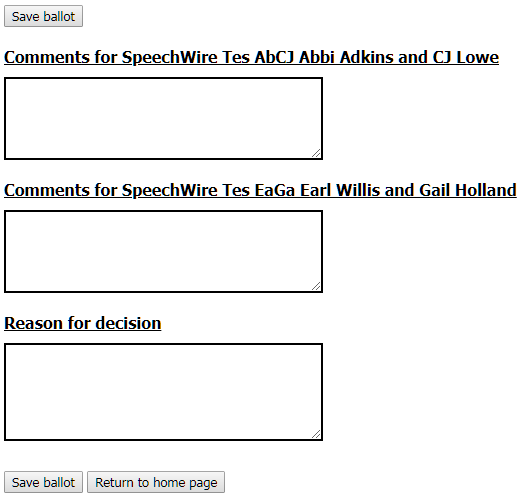 Save ballot
Comments for SpeechWire Tes AbCJ Abbi Adkins and CJ Lowe
Comments for SpeechWire Tes EaGa Earl Willis and Gail Holland
Reason for decision
Save ballot Return to home page